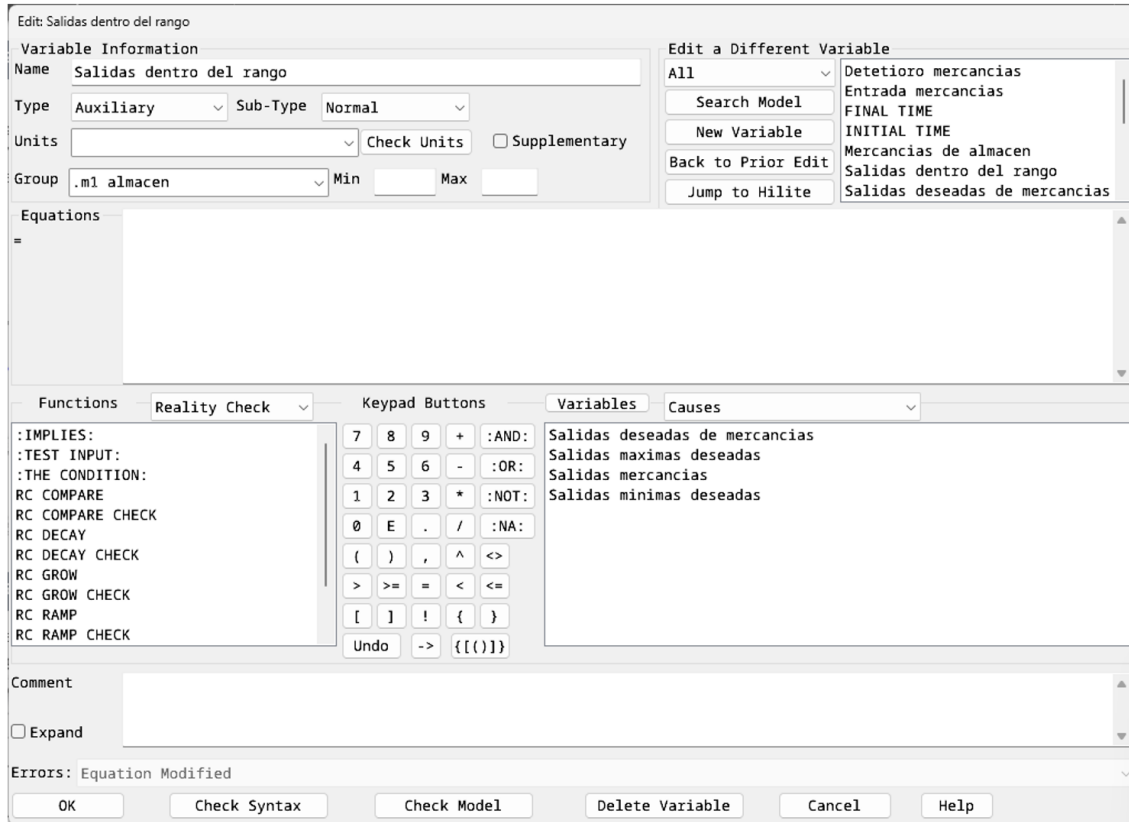 Edit: Salidas dentro del rango
Variable Information
Name Salidas dentro del rango
Type Auxiliary Sub-Type Normal
Units Check Units Supplementary
Group .m1 almacen Min Max
Edit a Different Variable
All
Search Model
New Variable
Back to Prior Edit
Jump to Hilite
Detetioro mercancias
Entrada mercancias
FINAL TIME
INITIAL TIME
Mercancias de almacen
Salidas dentro del rango
Salidas deseadas de mercancias
Equations
=
Functions Reality Check
:IMPLIES:
:TEST INPUT:
:THE CONDITION:
RC COMPARE
RC COMPARE CHECK
RC DECAY
RC DECAY CHECK
RC GROW
RC GROW CHECK
RC RAMP
RC RAMP CHECK
Keypad Buttons
7 8 9 + :AND:
4 5 6 - :OR:
1 2 3 * :NOT:
0 E . / :NA:
( ) , ^ <>
> >= = < <=
[ ] ! { }
Undo -> {[()]}
Variables Causes
Salidas deseadas de mercancias
Salidas maximas deseadas
Salidas mercancias
Salidas minimas deseadas
Comment
Expand
Errors: Equation Modified
OK Check Syntax Check Model Delete Variable Cancel Help